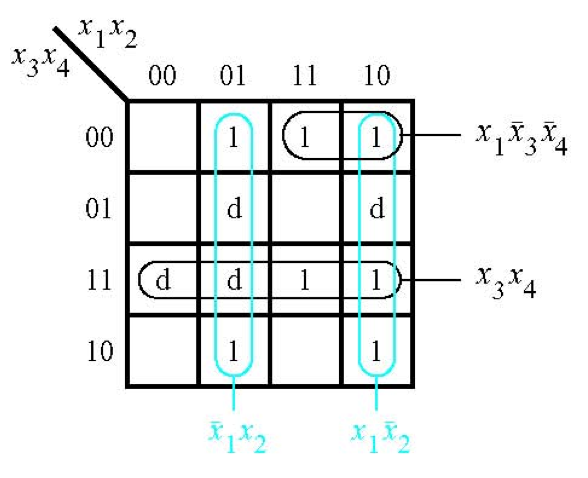 x₁x₂
x₃x₄
00 01 11 10
00 1 1 1 x₁x̄₃x̄₄
01 d d
11 d d 1 1 x₃x₄
10 1 1
x̄₁x₂ x₁x̄₂